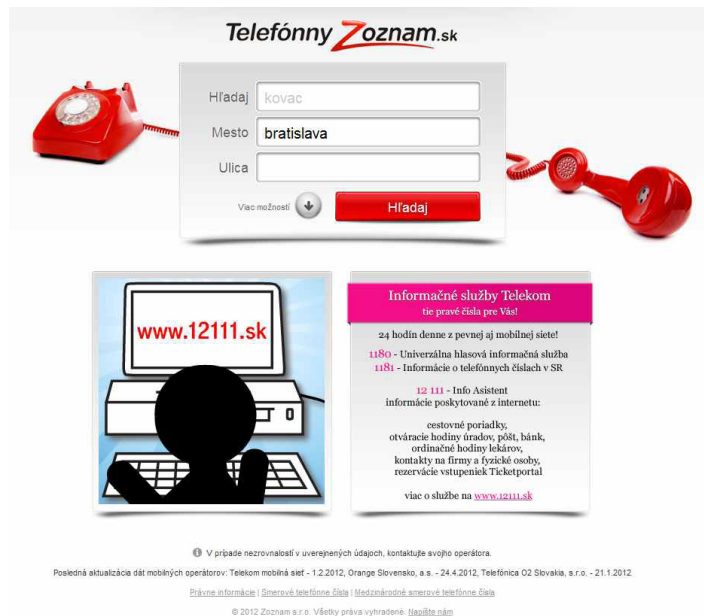 Telefónny Zoznam.sk
Hľadaj kovac
Mesto bratislava
Ulica
Viac možností Hľadaj
www.12111.sk
Informačné služby Telekom
tie pravé čísla pre Vás!
24 hodín denne z pevnej aj mobilnej siete!
1180 - Univerzálna hlasová informačná služba
1181 - Informácie o telefónnych číslach v SR
12 111 - Info Asistent
informácie poskytované z internetu:
cestovné poriadky,
otváracie hodiny úradov, pôšt, bánk,
ordinačné hodiny lekárov,
kontakty na firmy a fyzické osoby,
rezervácie vstupeniek Ticketportal
viac o službe na www.12111.sk
V prípade nezrovnalostí v uverejnených údajoch, kontaktujte svojho operátora.
Posledná aktualizácia dát mobilných operátorov: Telekom mobilná sieť - 1.2.2012, Orange Slovensko, a.s. - 24.4.2012, Telefónica O2 Slovakia, s.r.o. - 21.1.2012
Právne informácie | Smerové telefónne čísla | Medzinárodné smerové telefónne čísla
© 2012 Zoznam s.r.o. Všetky práva vyhradené. Napíšte nám